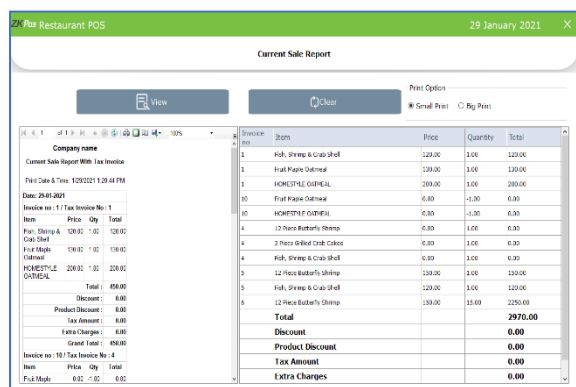 ZKPos Restaurant POS 29 January 2021 X
Current Sale Report
View
Clear
Print Option
Small Print Big Print
1 of 1 100%
Company name
Current Sale Report With Tax Invoice
Print Date & Time: 1/29/2021 1:20:44 PM
Date: 29-01-2021
Invoice no : 1 / Tax Invoice No : 1
Item Price Qty Total
Fish, Shrimp & 120.00 1.00 120.00
Crab Shell
Fruit Maple 130.00 1.00 130.00
Oatmeal
HOMESTYLE 200.00 1.00 200.00
OATMEAL
Total : 450.00
Discount : 0.00
Product Discount : 0.00
Tax Amount : 0.00
Extra Charges : 0.00
Grand Total : 450.00
Invoice no : 10 / Tax Invoice No : 4
Fruit Maple 0.00 -1.00 0.00
Invoice no Item Price Quantity Total
1 Fish, Shrimp & Crab Shell 120.00 1.00 120.00
1 Fruit Maple Oatmeal 130.00 1.00 130.00
1 HOMESTYLE OATMEAL 200.00 1.00 200.00
10 Fruit Maple Oatmeal 0.00 -1.00 0.00
10 HOMESTYLE OATMEAL 0.00 -1.00 0.00
4 12 Piece Butterfly Shrimp 0.00 1.00 0.00
4 2 Piece Grilled Crab Cakes 0.00 1.00 0.00
4 Fish, Shrimp & Crab Shell 0.00 1.00 0.00
5 12 Piece Butterfly Shrimp 150.00 1.00 150.00
5 Fish, Shrimp & Crab Shell 120.00 1.00 120.00
6 12 Piece Butterfly Shrimp 150.00 15.00 2250.00
Total 2970.00
Discount 0.00
Product Discount 0.00
Tax Amount 0.00
Extra Charges 0.00